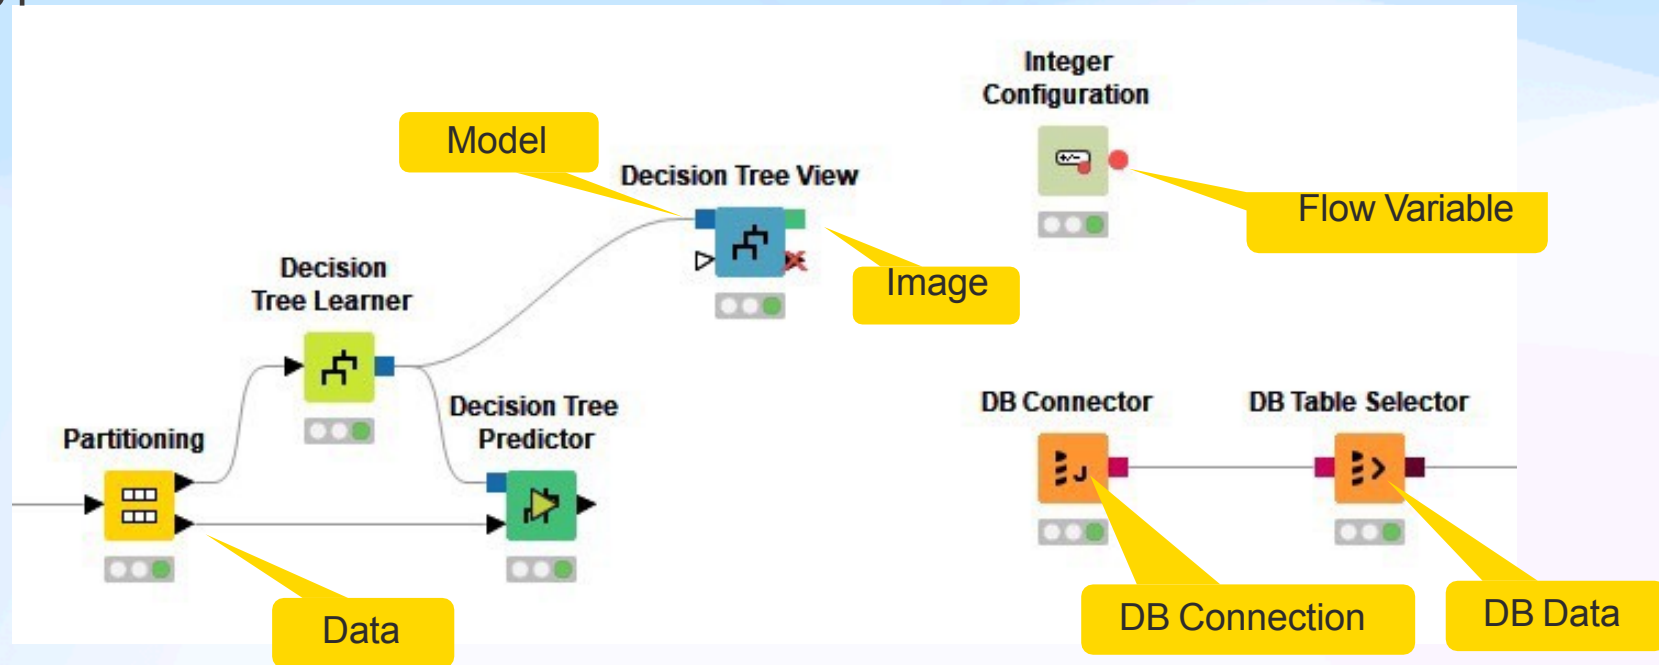 Integer
Configuration
Model
Decision Tree View
Flow Variable
Decision
Tree Learner
Image
Decision Tree
Predictor
DB Connector
DB Table Selector
Partitioning
Data
DB Connection
DB Data